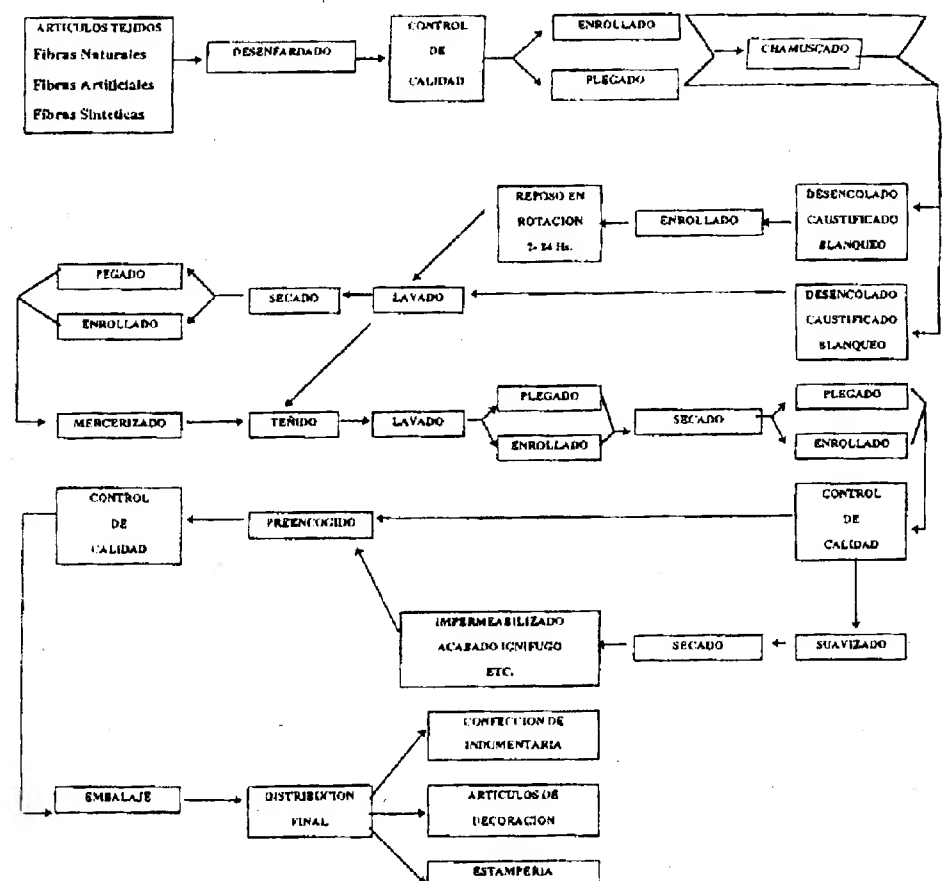 ARTICULOS TEJIDOS
Fibras Naturales
Fibras Artificiales
Fibras Sinteticas
DESENFARDADO
CONTROL
DE
CALIDAD
ENROLLADO
PLEGADO
CHAMUSCADO
DESENCOLADO
CAUSTIFICADO
BLANQUEO
ENROLLADO
REPOSO EN
ROTACION
2- 24 Hs.
DESENCOLADO
CAUSTIFICADO
BLANQUEO
LAVADO
SECADO
PEGADO
ENROLLADO
MERCERIZADO
TEÑIDO
LAVADO
PLEGADO
ENROLLADO
SECADO
PLEGADO
ENROLLADO
CONTROL
DE
CALIDAD
PREENCOGIDO
CONTROL
DE
CALIDAD
SUAVIZADO
SECADO
IMPERMEABILIZADO
ACABADO IGNIFUGO
ETC.
EMBALAJE
DISTRIBUCION
FINAL
CONFECCION DE
INDUMENTARIA
ARTICULOS DE
DECORACION
ESTAMPERIA